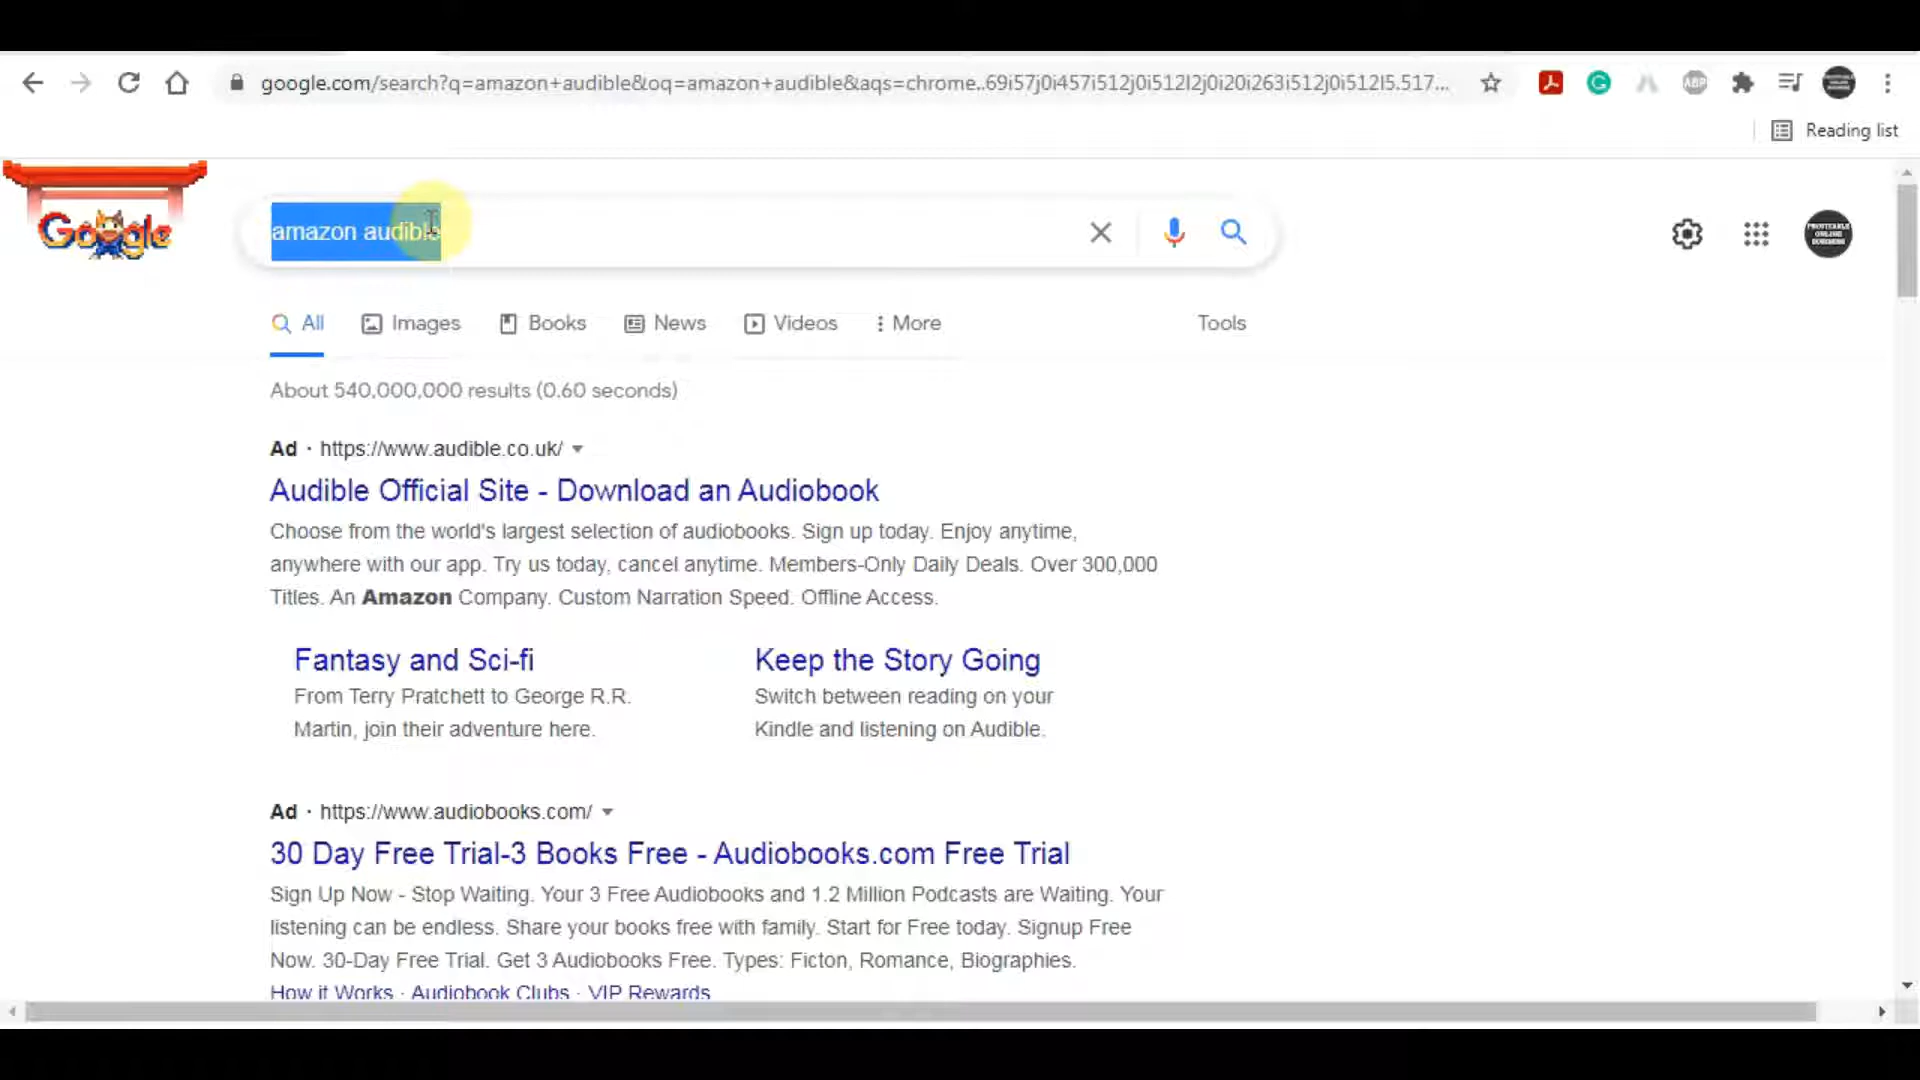 google.com/search?q=amazon+audible&oq=amazon+audible&aqs=chrome..69i57j0i457i512j0i512l2j0i20i263i512j0i512l5.517...
ABP
Reading list
Google
amazon audible
PROFITABLE ONLINE BUSINESS
All
Images
Books
News
Videos
More
Tools
About 540,000,000 results (0.60 seconds)
Ad · https://www.audible.co.uk/
Audible Official Site - Download an Audiobook
Choose from the world's largest selection of audiobooks. Sign up today. Enjoy anytime,
anywhere with our app. Try us today, cancel anytime. Members-Only Daily Deals. Over 300,000
Titles. An Amazon Company. Custom Narration Speed. Offline Access.
Fantasy and Sci-fi
From Terry Pratchett to George R.R.
Martin, join their adventure here.
Keep the Story Going
Switch between reading on your
Kindle and listening on Audible.
Ad · https://www.audiobooks.com/
30 Day Free Trial-3 Books Free - Audiobooks.com Free Trial
Sign Up Now - Stop Waiting. Your 3 Free Audiobooks and 1.2 Million Podcasts are Waiting. Your
listening can be endless. Share your books free with family. Start for Free today. Signup Free
Now. 30-Day Free Trial. Get 3 Audiobooks Free. Types: Ficton, Romance, Biographies.
How it Works · Audiobook Clubs · VIP Rewards